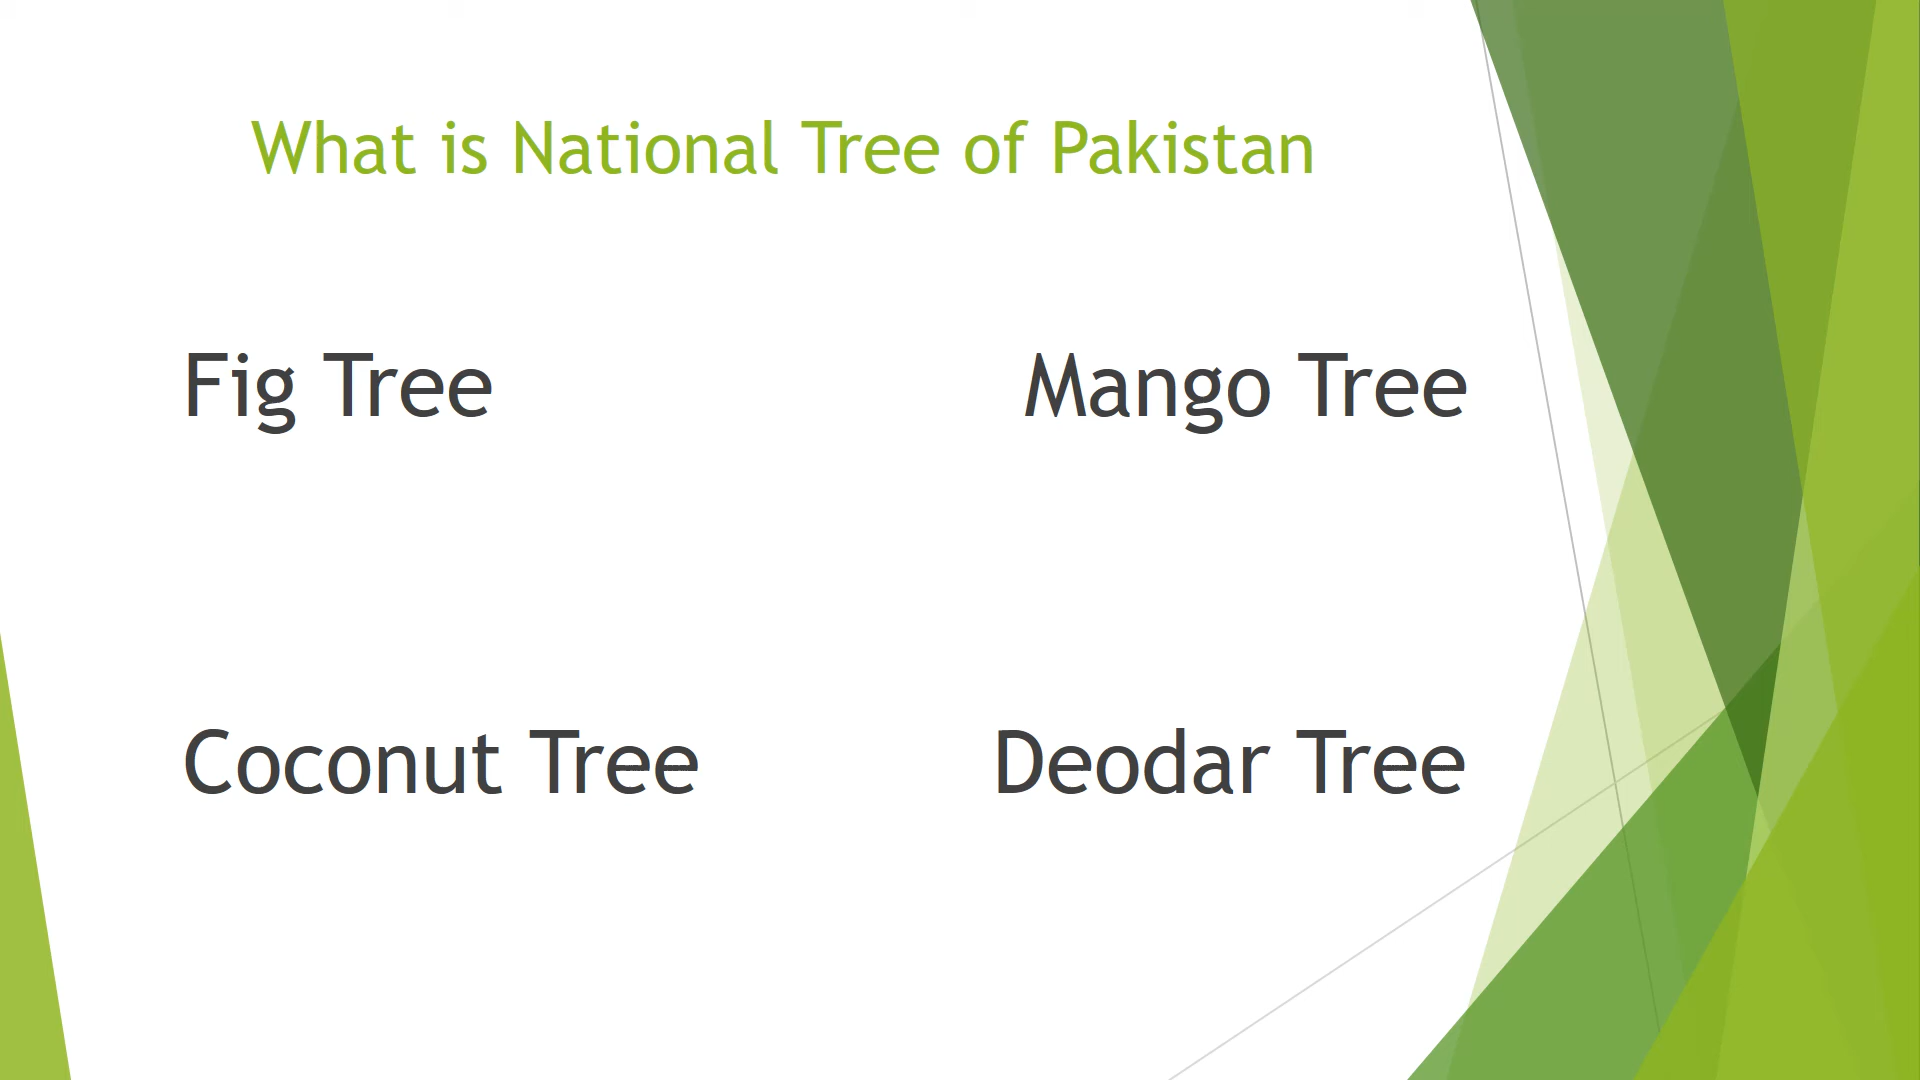 What is National Tree of Pakistan
Fig Tree
Mango Tree
Coconut Tree
Deodar Tree